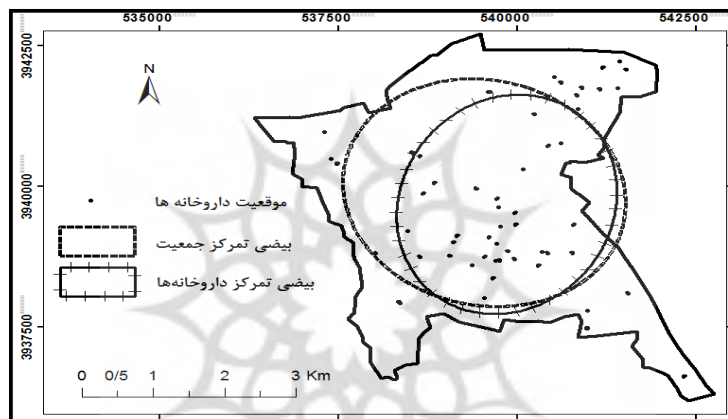 535000 537500 540000 542500
3942500
3940000
3937500
N
موقعیت داروخانه ها
بیضی تمرکز جمعیت
بیضی تمرکز داروخانه‌ها
0 0/5 1 2 3 Km